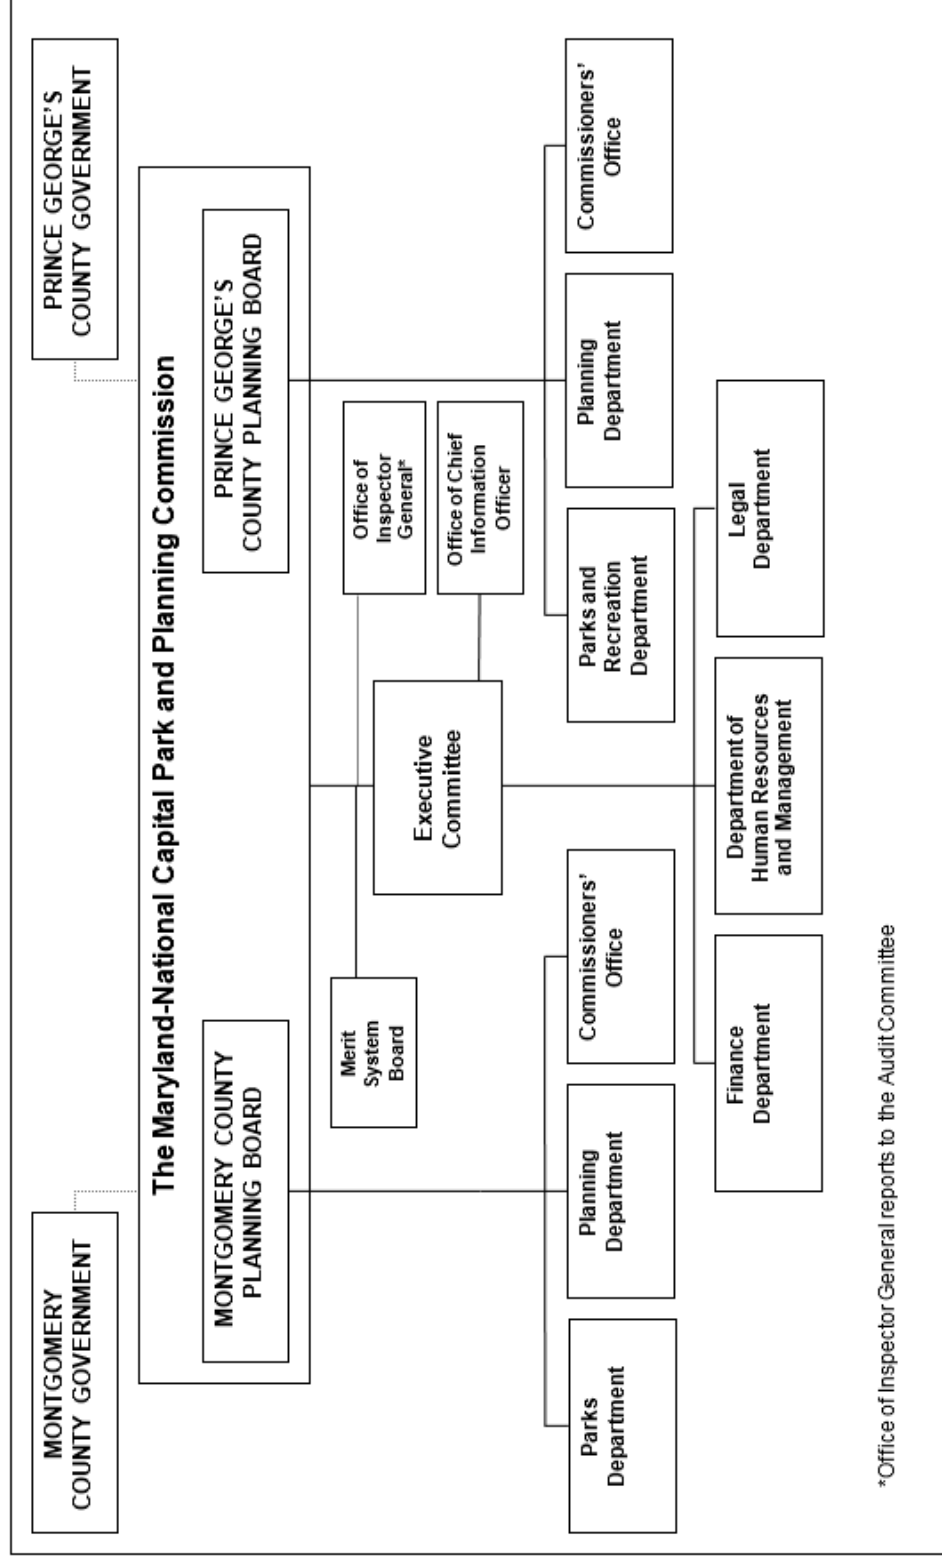 MONTGOMERY
COUNTY GOVERNMENT
PRINCE GEORGE'S
COUNTY GOVERNMENT
The Maryland-National Capital Park and Planning Commission
MONTGOMERY COUNTY
PLANNING BOARD
PRINCE GEORGE'S
COUNTY PLANNING BOARD
Merit
System
Board
Office of
Inspector
General*
Executive
Committee
Office of Chief
Information
Officer
Parks
Department
Planning
Department
Commissioners'
Office
Parks and
Recreation
Department
Planning
Department
Commissioners'
Office
Finance
Department
Department of
Human Resources
and Management
Legal
Department
*Office of Inspector General reports to the Audit Committee